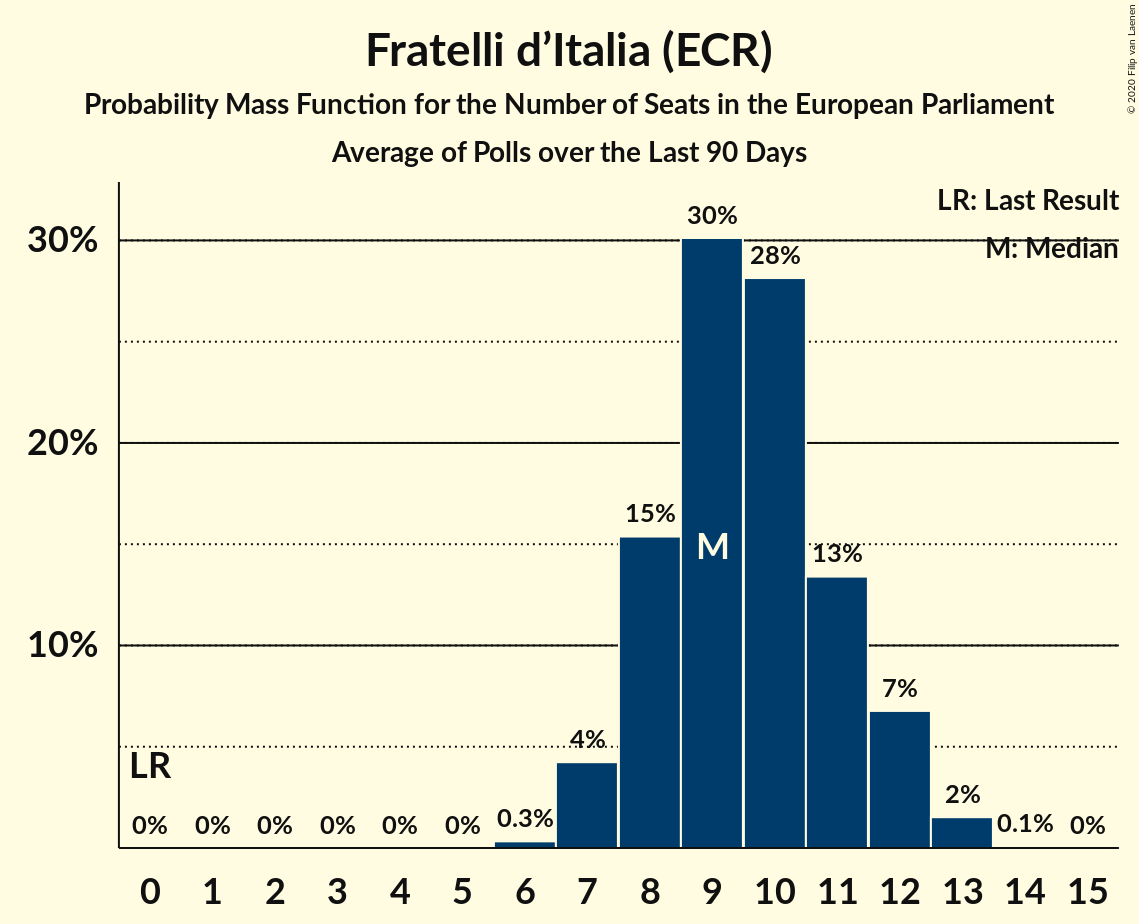 Fratelli d’Italia (ECR)
Probability Mass Function for the Number of Seats in the European Parliament
Average of Polls over the Last 90 Days
© 2020 Filip van Laenen
LR: Last Result
M: Median
30%
20%
10%
30%
28%
15%
M
13%
7%
4%
LR
2%
0% 0% 0% 0% 0% 0% 0.3% 0.1% 0%
0 1 2 3 4 5 6 7 8 9 10 11 12 13 14 15